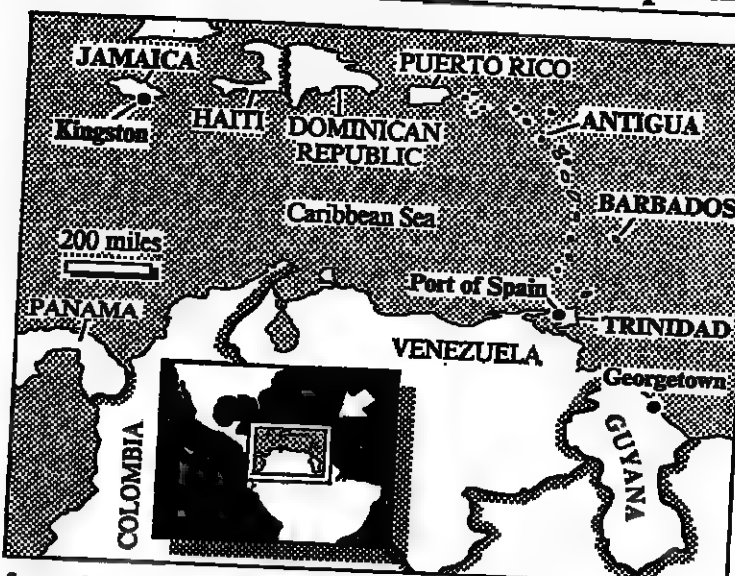 JAMAICA
PUERTO RICO
Kingston
HAITI
DOMINICAN
REPUBLIC
ANTIGUA
BARBADOS
Caribbean Sea
200 miles
Port of Spain
PANAMA
TRINIDAD
VENEZUELA
Georgetown
COLOMBIA
GUYANA